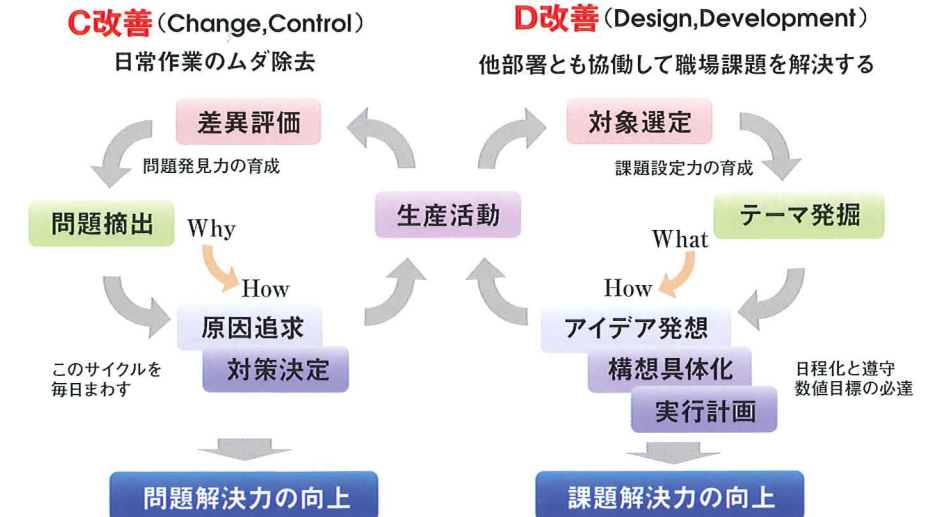 C改善(Change,Control)
日常作業のムダ除去
差異評価
問題発見力の育成
問題摘出
Why
How
原因追求
対策決定
このサイクルを
毎日まわす
問題解決力の向上
生産活動
D改善(Design,Development)
他部署とも協働して職場課題を解決する
対象選定
課題設定力の育成
テーマ発掘
What
How
アイデア発想
構想具体化
実行計画
日程化と遵守
数値目標の必達
課題解決力の向上